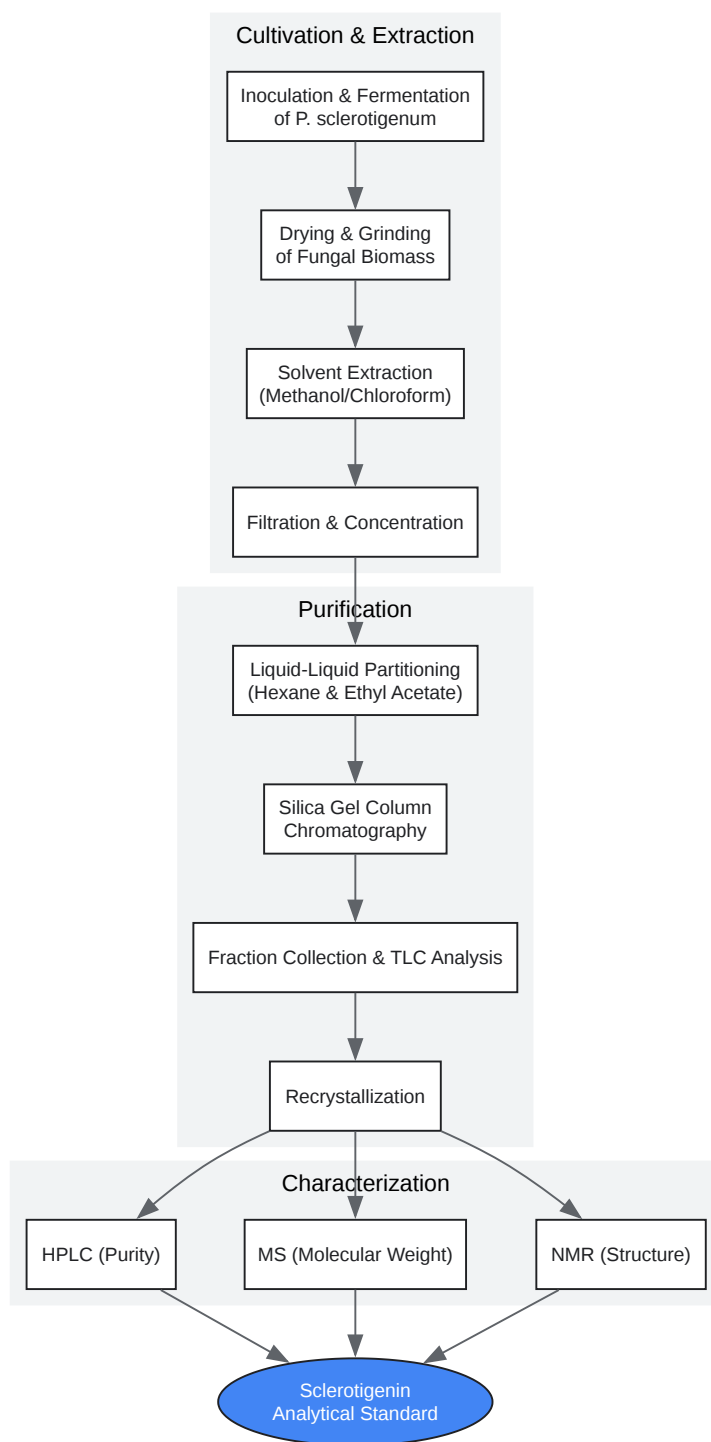 Cultivation & Extraction
Inoculation & Fermentation
of P. sclerotigenum
Drying & Grinding
of Fungal Biomass
Solvent Extraction
(Methanol/Chloroform)
Filtration & Concentration
Purification
Liquid-Liquid Partitioning
(Hexane & Ethyl Acetate)
Silica Gel Column
Chromatography
Fraction Collection & TLC Analysis
Recrystallization
Characterization
HPLC (Purity)
MS (Molecular Weight)
NMR (Structure)
Sclerotigenin
Analytical Standard